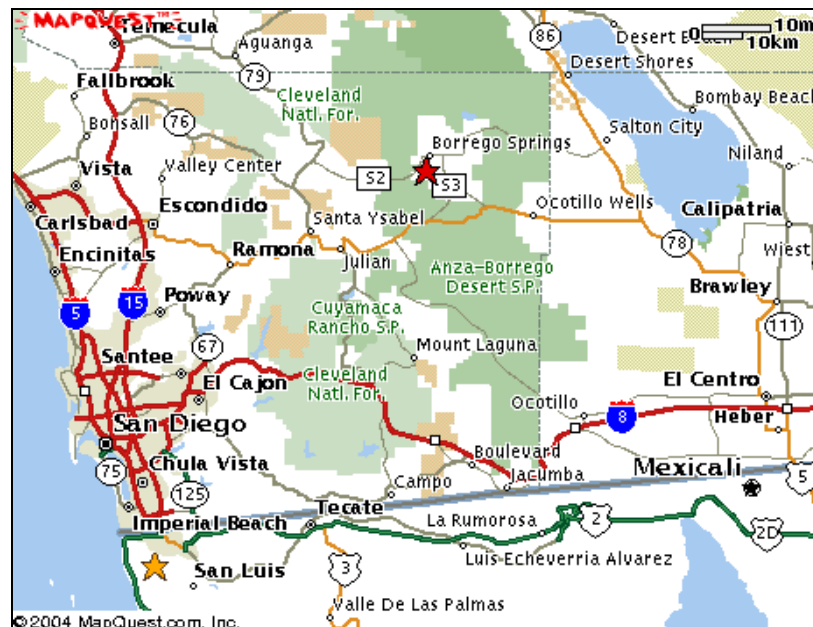 MAPQUEST™
Temecula
Aguanga
79
Fallbrook
Cleveland
Natl. For.
86
Desert Beach
10m
10km
Desert Shores
Bombay Beach
76
Bonsall
Borrego Springs
Salton City
Vista
Valley Center
S2
S3
Niland
Escondido
Carlsbad
Santa Ysabel
Ocotillo Wells
Calipatria
Encinitas
Ramona
Julian
78
Wiest
Anza-Borrego
Desert S.P.
Brawley
5
15
Poway
Cuyamaca
Rancho S.P.
111
67
Santee
Mount Laguna
El Cajon
Cleveland
Natl. For.
El Centro
Ocotillo
8
Heber
San Diego
75
Chula Vista
Boulevard
Mexicali
125
Campo
Jacumba
5
Imperial Beach
Tecate
La Rumorosa
2
2D
San Luis
3
Luis Echeverria Alvarez
Valle De Las Palmas
©2004 MapQuest.com, Inc.